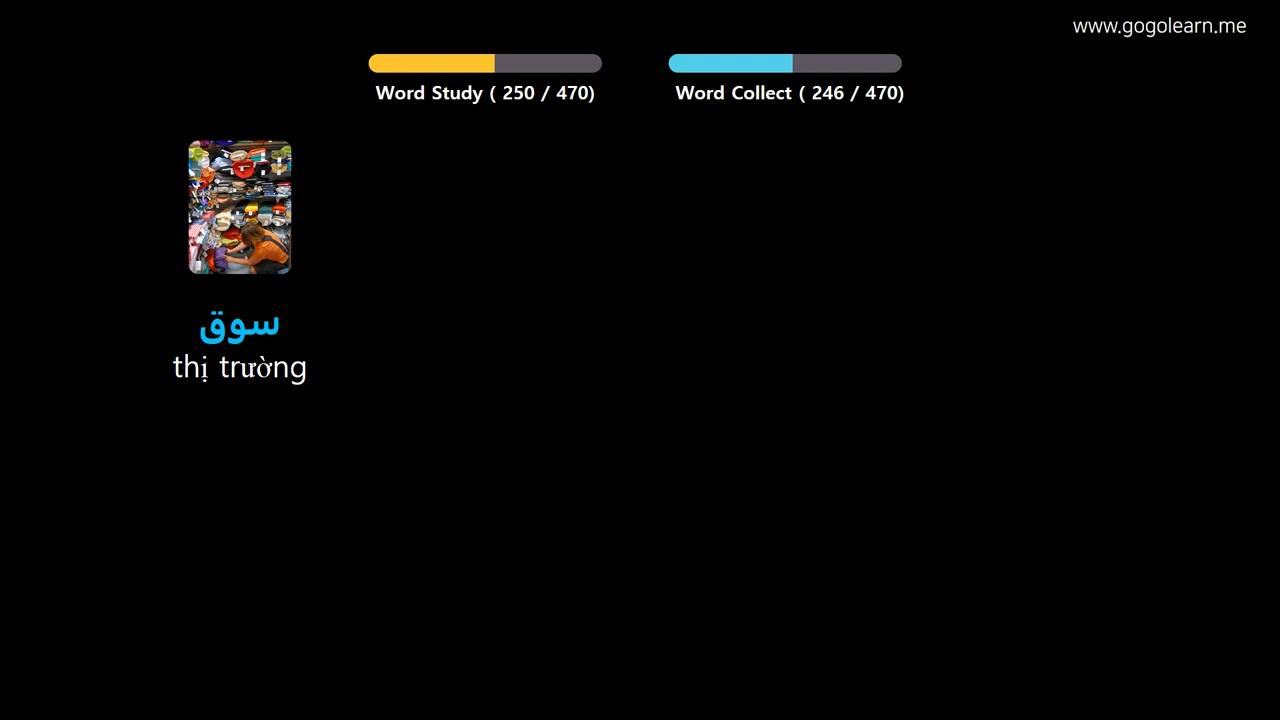 www.gogolearn.me
Word Study ( 250 / 470)
Word Collect ( 246 / 470)
سوق
thị trường